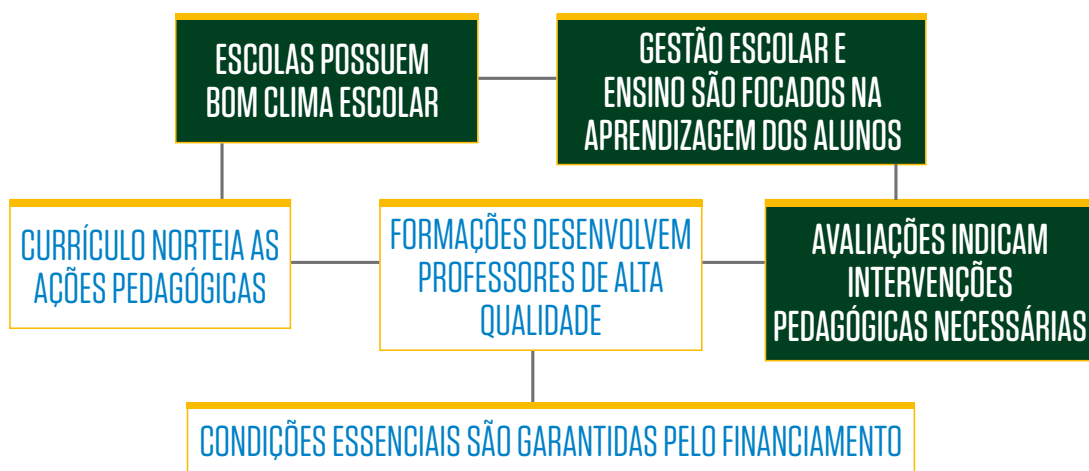 ESCOLAS POSSUEM
BOM CLIMA ESCOLAR
GESTÃO ESCOLAR E
ENSINO SÃO FOCADOS NA
APRENDIZAGEM DOS ALUNOS
CURRÍCULO NORTEIA AS
AÇÕES PEDAGÓGICAS
FORMAÇÕES DESENVOLVEM
PROFESSORES DE ALTA
QUALIDADE
AVALIAÇÕES INDICAM
INTERVENÇÕES
PEDAGÓGICAS NECESSÁRIAS
CONDIÇÕES ESSENCIAIS SÃO GARANTIDAS PELO FINANCIAMENTO